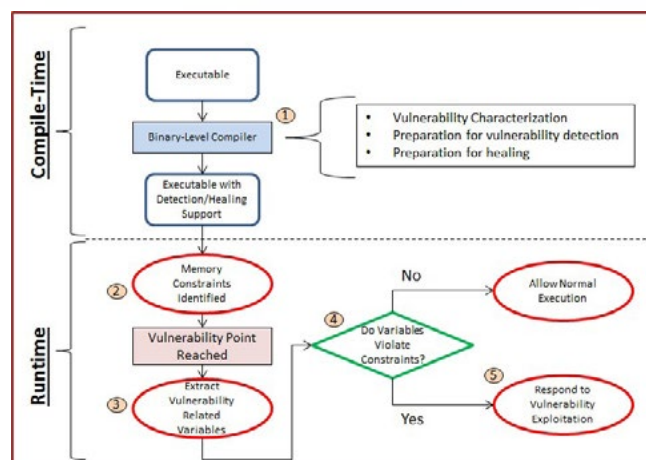 Compile-Time
Executable
1
Binary-Level Compiler
• Vulnerability Characterization
• Preparation for vulnerability detection
• Preparation for healing
Executable with
Detection/Healing
Support
Runtime
2
Memory
Constraints
Identified
Vulnerability Point
Reached
3
Extract
Vulnerability
Related
Variables
4
Do Variables
Violate
Constraints?
No
Allow Normal
Execution
Yes
5
Respond to
Vulnerability
Exploitation